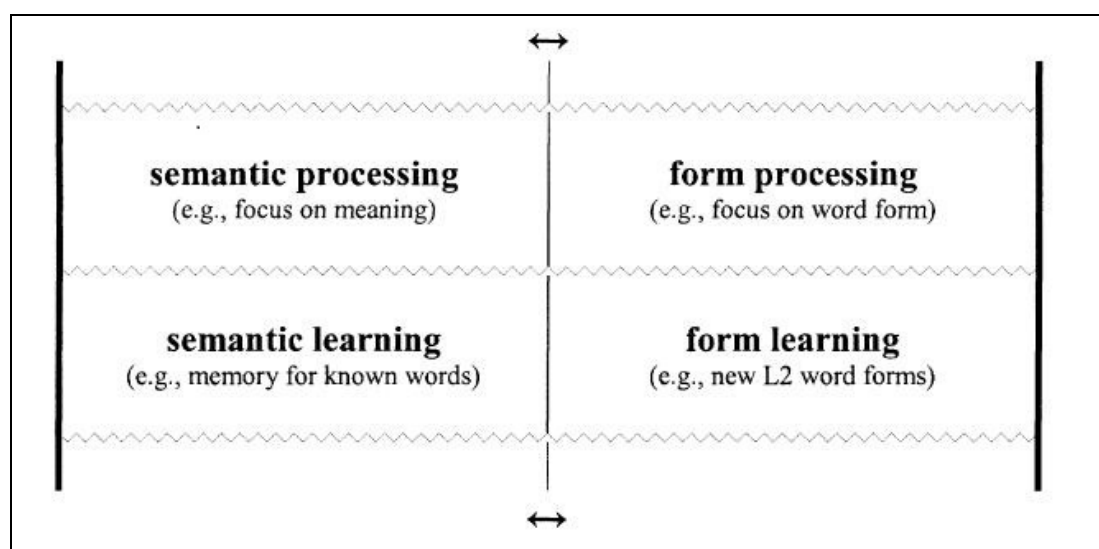 semantic processing
(e.g., focus on meaning)
form processing
(e.g., focus on word form)
semantic learning
(e.g., memory for known words)
form learning
(e.g., new L2 word forms)